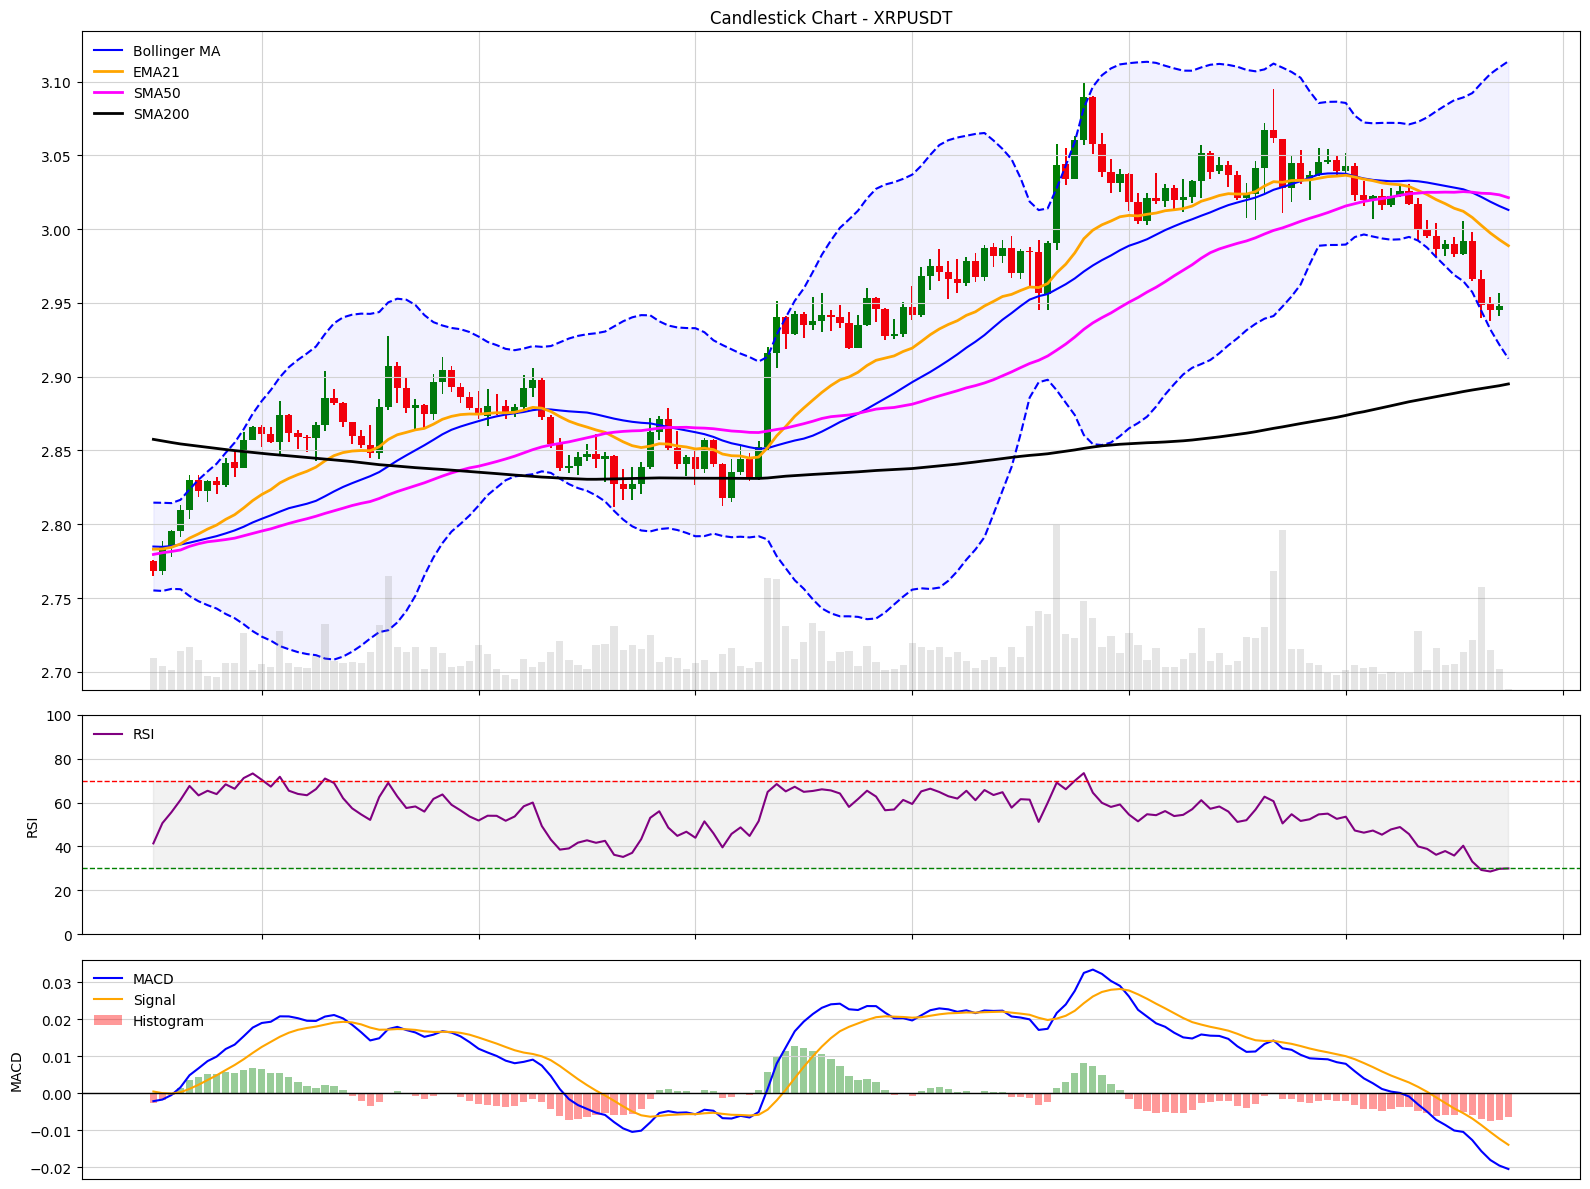 Candlestick Chart - XRPUSDT
Bollinger MA
EMA21
SMA50
SMA200
3.10
3.05
3.00
2.95
2.90
2.85
2.80
2.75
2.70
RSI
100
80
60
40
20
0
RSI
MACD
Signal
Histogram
0.03
0.02
0.01
0.00
−0.01
−0.02
MACD